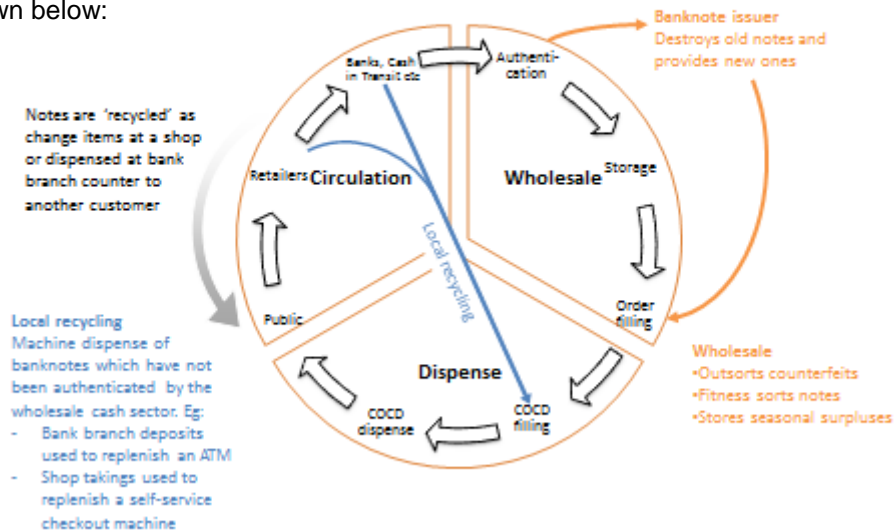 wn below:
Banknote issuer
Destroys old notes and
provides new ones
Banks, Cash
in Transit etc
Authenti-
cation
Notes are 'recycled' as
change items at a shop
or dispensed at bank
branch counter to
another customer
Retailers
Circulation
Wholesale
Storage
Local recycling
Public
Order
filling
Local recycling
Machine dispense of
banknotes which have not
been authenticated by the
wholesale cash sector. Eg:
- Bank branch deposits
used to replenish an ATM
- Shop takings used to
replenish a self-service
checkout machine
Dispense
COCD
dispense
COCD
filling
Wholesale
•Outsorts counterfeits
•Fitness sorts notes
•Stores seasonal surpluses